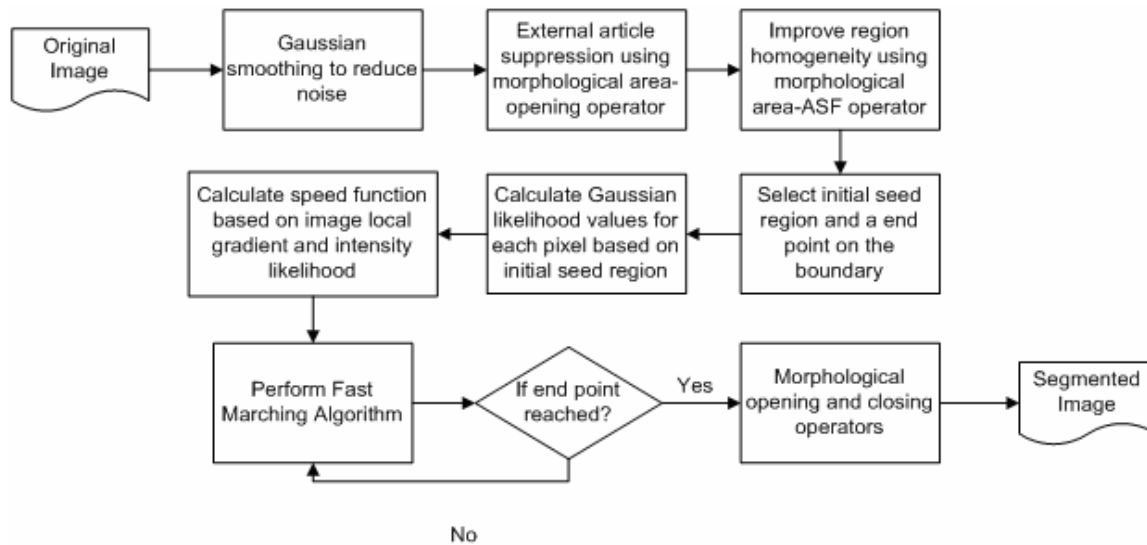 Original
Image
Gaussian
smoothing to reduce
noise
External article
suppression using
morphological area-
opening operator
Improve region
homogeneity using
morphological
area-ASF operator
Select initial seed
region and a end
point on the
boundary
Calculate Gaussian
likelihood values for
each pixel based on
initial seed region
Calculate speed function
based on image local
gradient and intensity
likelihood
Perform Fast
Marching Algorithm
If end point
reached?
Yes
Morphological
opening and closing
operators
Segmented
Image
No